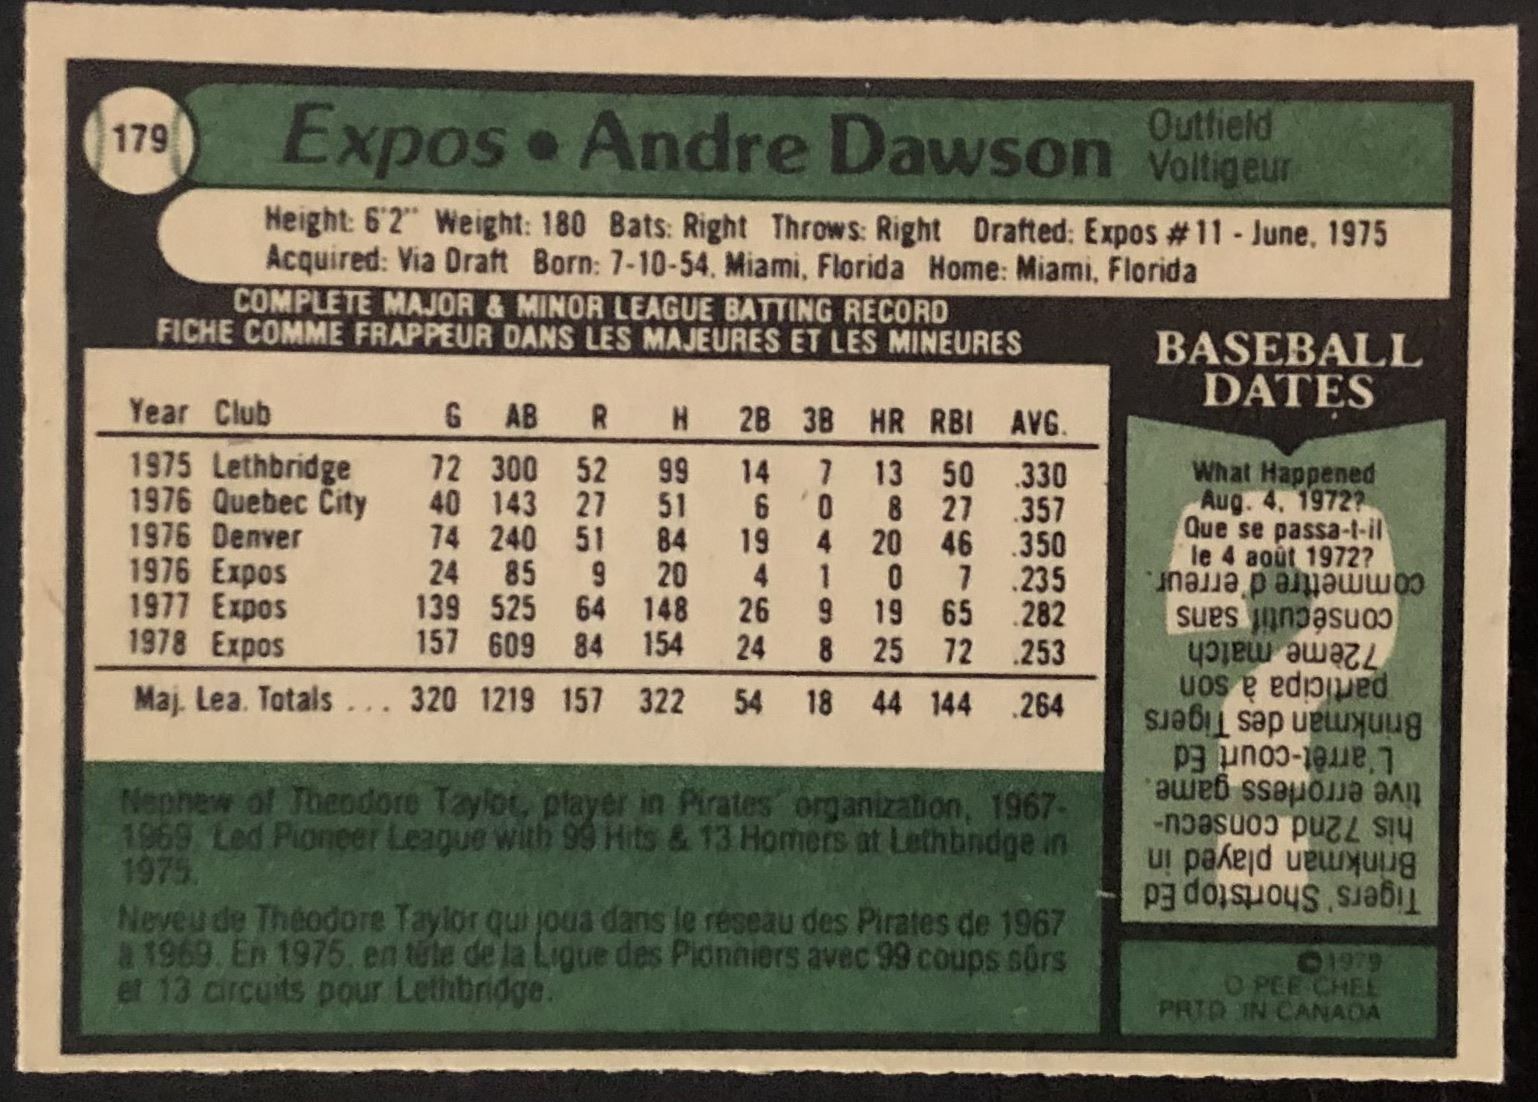 179
Expos • Andre Dawson
Outfield
Voltigeur
Height: 6'2" Weight: 180 Bats: Right Throws: Right Drafted: Expos #11 - June, 1975
Acquired: Via Draft Born: 7-10-54, Miami, Florida Home: Miami, Florida
COMPLETE MAJOR & MINOR LEAGUE BATTING RECORD
FICHE COMME FRAPPEUR DANS LES MAJEURES ET LES MINEURES
Year Club G AB R H 2B 3B HR RBI AVG.
1975 Lethbridge 72 300 52 99 14 7 13 50 .330
1976 Quebec City 40 143 27 51 6 0 8 27 .357
1976 Denver 74 240 51 84 19 4 20 46 .350
1976 Expos 24 85 9 20 4 1 0 7 .235
1977 Expos 139 525 64 148 26 9 19 65 .282
1978 Expos 157 609 84 154 24 8 25 72 .253
Maj. Lea. Totals ... 320 1219 157 322 54 18 44 144 .264
Nephew of Theodore Taylor, player in Pirates' organization, 1967-
1969. Led Pioneer League with 99 Hits & 13 Homers at Lethbridge in
1975.
Neveu de Théodore Taylor qui joua dans le réseau des Pirates de 1967
à 1969. En 1975, en tête de la Ligue des Pionniers avec 99 coups sûrs
et 13 circuits pour Lethbridge.
BASEBALL
DATES
What Happened
Aug. 4, 1972?
Que se passa-t-il
le 4 août 1972?
Tigers' Shortstop Ed
Brinkman played in
his 72nd consecu-
tive errorless game.
L'arrêt-court Ed
Brinkman des Tigers
participa à son
72ème match
consécutif sans
commettre d'erreur.
©1979
O PEE CHEE
PRTD. IN CANADA